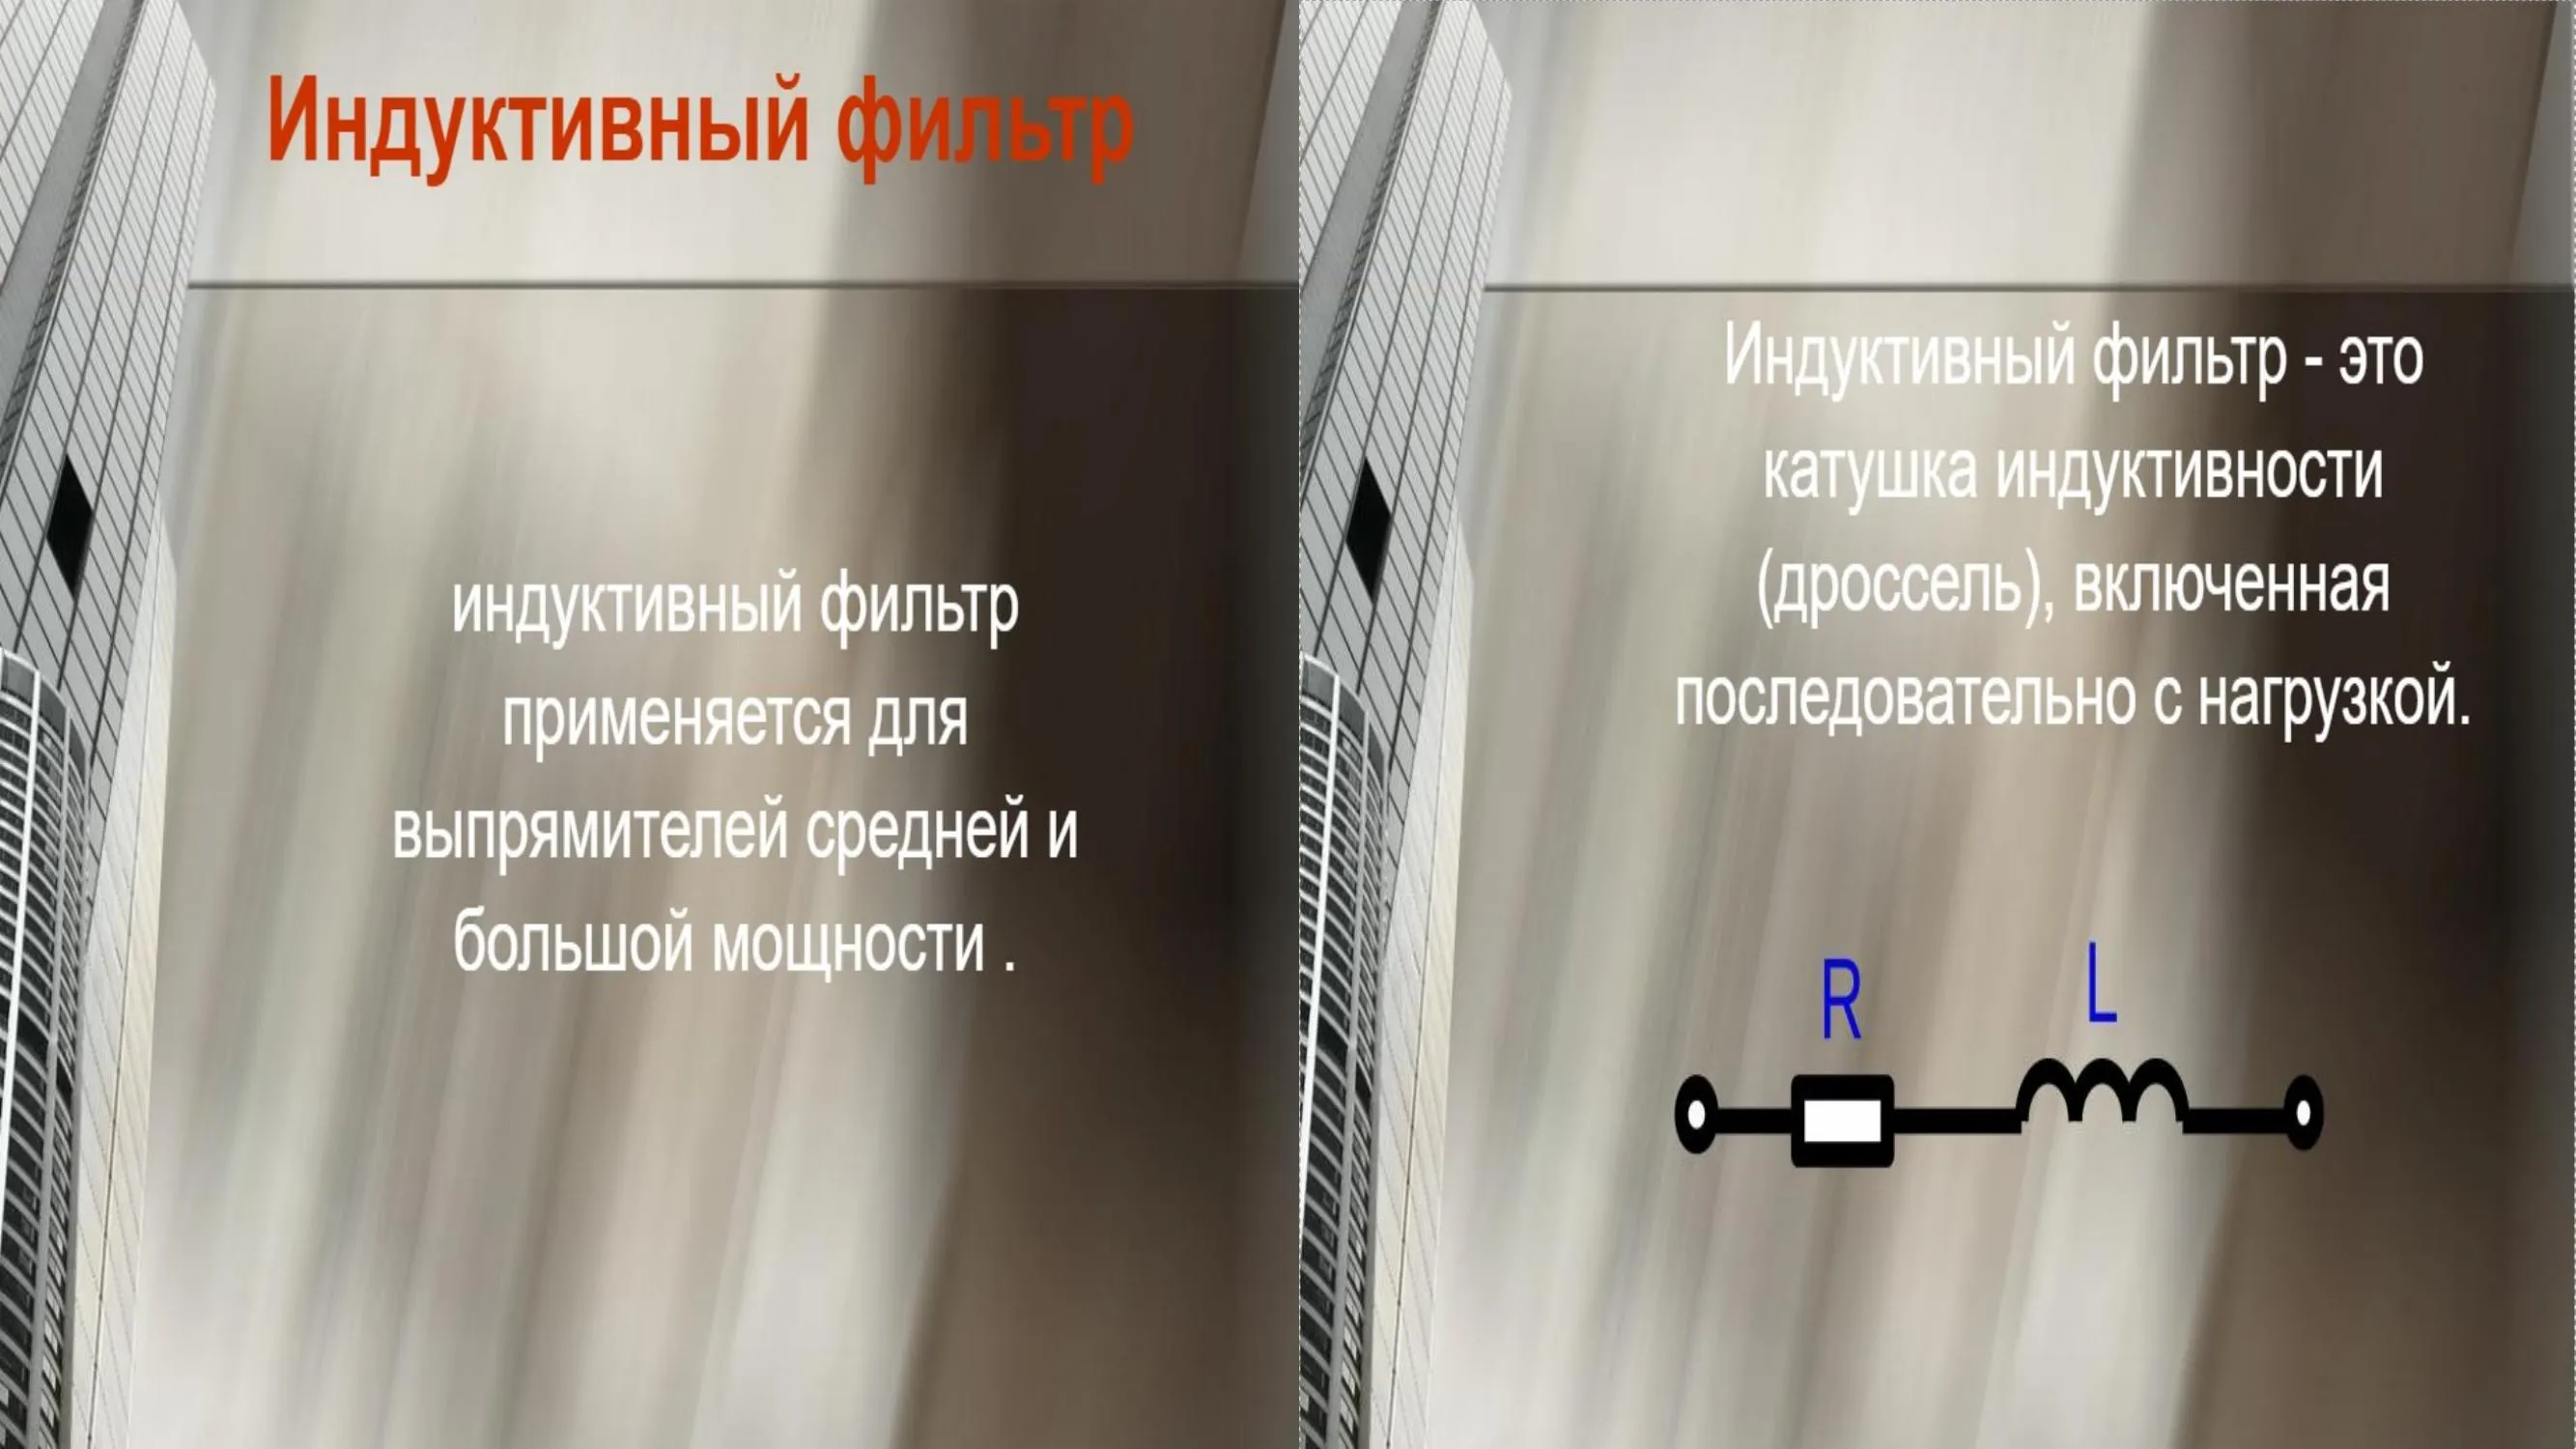 Индуктивный фильтр
индуктивный фильтр
применяется для
выпрямителей средней и
большой мощности .
Индуктивный фильтр - это
катушка индуктивности
(дроссель), включенная
последовательно с нагрузкой.
R
L